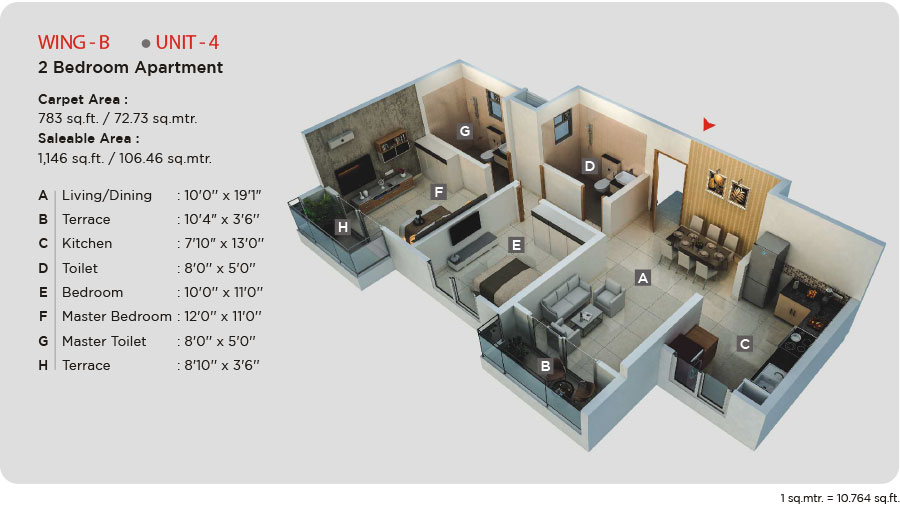 WING - B ● UNIT - 4
2 Bedroom Apartment
Carpet Area :
783 sq.ft. / 72.73 sq.mtr.
Saleable Area :
1,146 sq.ft. / 106.46 sq.mtr.
A Living/Dining : 10'0" x 19'1"
B Terrace : 10'4" x 3'6"
C Kitchen : 7'10" x 13'0"
D Toilet : 8'0" x 5'0"
E Bedroom : 10'0" x 11'0"
F Master Bedroom : 12'0" x 11'0"
G Master Toilet : 8'0" x 5'0"
H Terrace : 8'10" x 3'6"
G
D
F
H
E
A
C
B
1 sq.mtr. = 10.764 sq.ft.